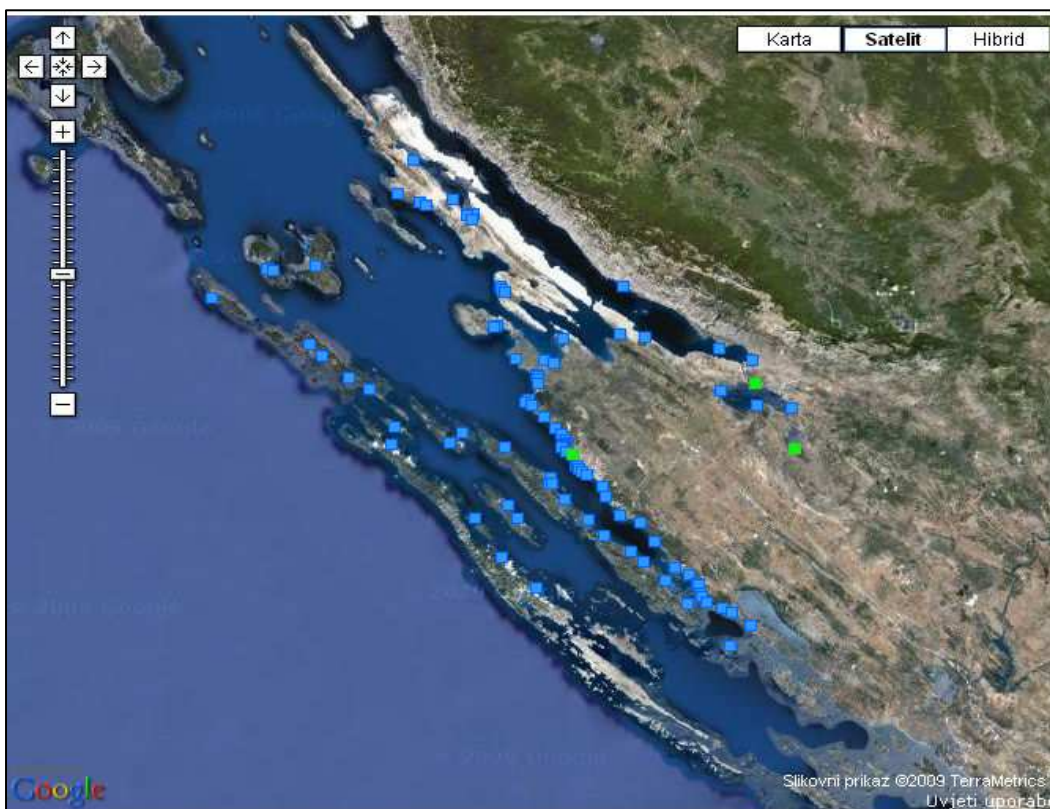 Karta
Satelit
Hibrid
Google
Slikovni prikaz ©2009 TerraMetrics
Uvjeti uporab